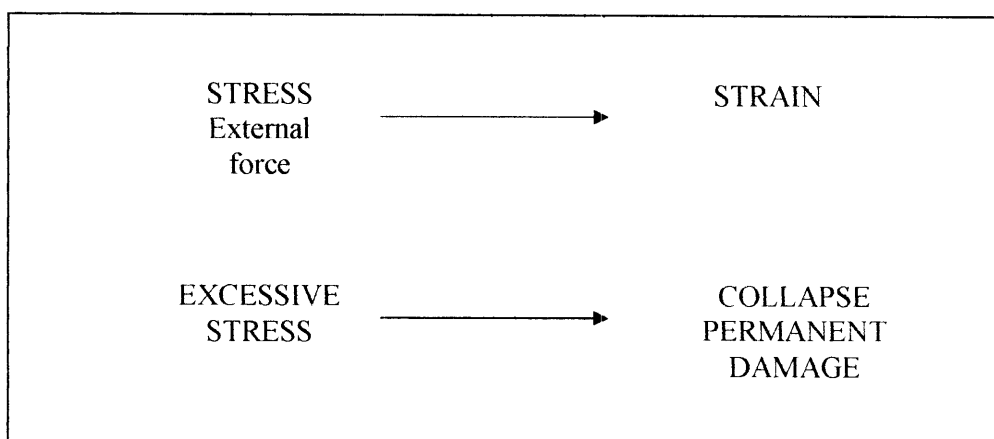 STRESS
External
force
STRAIN
EXCESSIVE
STRESS
COLLAPSE
PERMANENT
DAMAGE